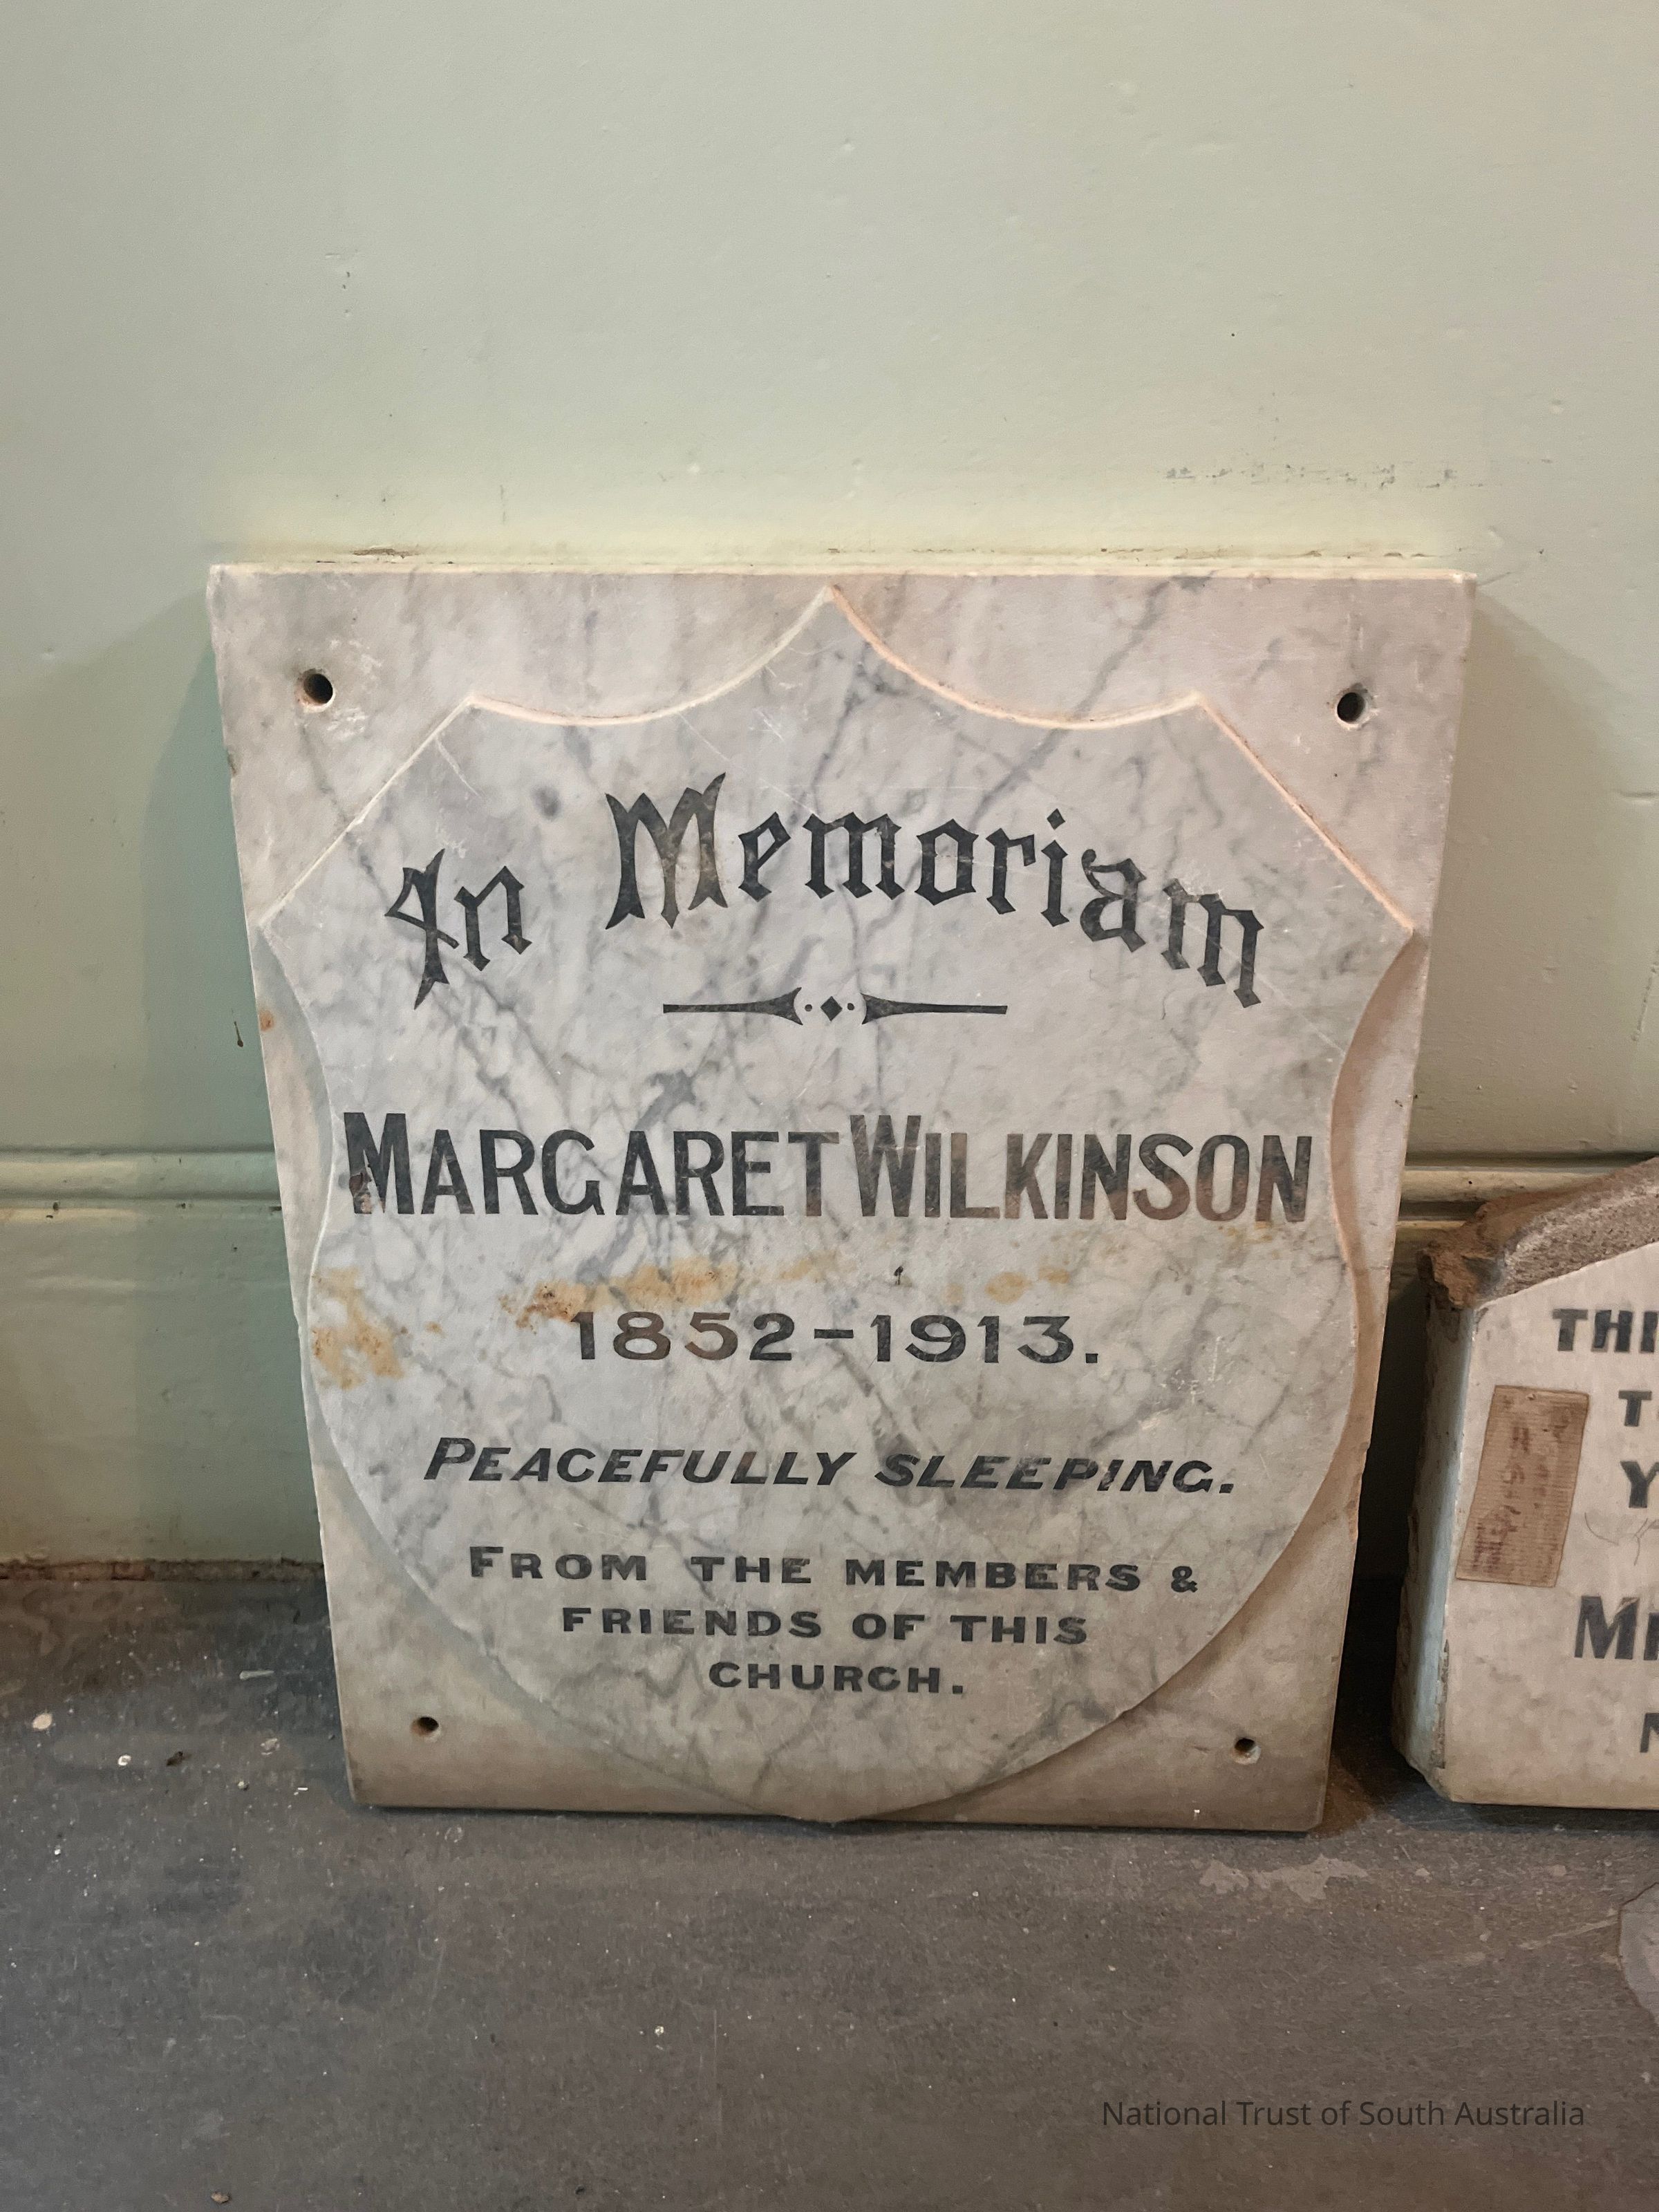 In Memoriam
MARGARET WILKINSON
1852-1913.
PEACEFULLY SLEEPING.
FROM THE MEMBERS &
FRIENDS OF THIS
CHURCH.
National Trust of South Australia